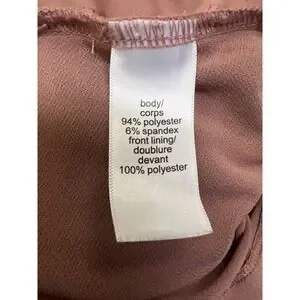 body/
corps
94% polyester
6% spandex
front lining/
doublure
devant
100% polyester